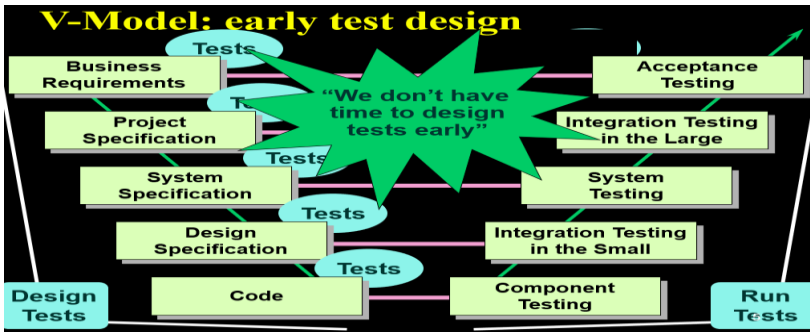 V-Model: early test design
Tests
Business
Requirements
Acceptance
Testing
Tests
"We don't have
time to design
tests early"
Project
Specification
Integration Testing
in the Large
Tests
System
Specification
System
Testing
Tests
Design
Specification
Integration Testing
in the Small
Tests
Code
Component
Testing
Design
Tests
Run
Tests